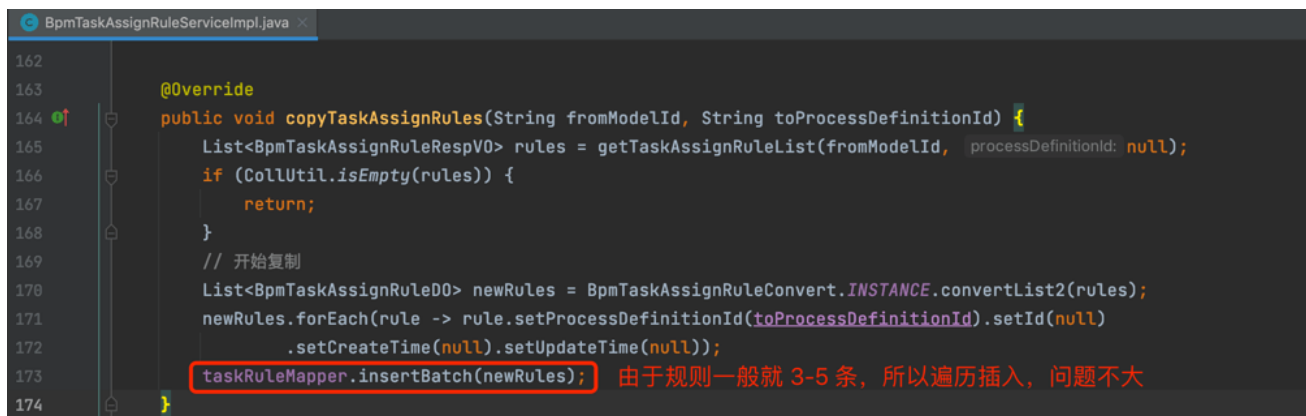 BpmTaskAssignRuleServiceImpl.java ×
162
163 @Override
164 public void copyTaskAssignRules(String fromModelId, String toProcessDefinitionId) {
165 List<BpmTaskAssignRuleRespVO> rules = getTaskAssignRuleList(fromModelId, processDefinitionId: null);
166 if (CollUtil.isEmpty(rules)) {
167 return;
168 }
169 // 开始复制
170 List<BpmTaskAssignRuleDO> newRules = BpmTaskAssignRuleConvert.INSTANCE.convertList2(rules);
171 newRules.forEach(rule -> rule.setProcessDefinitionId(toProcessDefinitionId).setId(null)
172 .setCreateTime(null).setUpdateTime(null));
173 taskRuleMapper.insertBatch(newRules); 由于规则一般就 3-5 条，所以遍历插入，问题不大
174 }